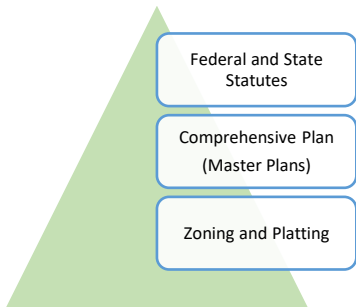 Federal and State
Statutes
Comprehensive Plan
(Master Plans)
Zoning and Platting